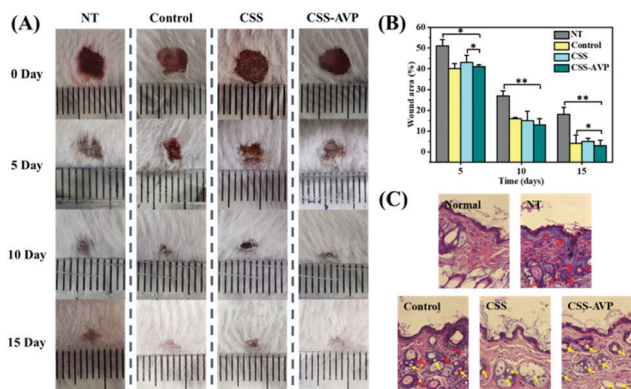 (A)
NT
Control
CSS
CSS-AVP
0 Day
5 Day
10 Day
15 Day
(B)
Wound area (%)
60
50
40
30
20
10
0
NT
Control
CSS
CSS-AVP
*
*
**
**
*
5
10
15
Time (days)
(C)
Normal
NT
Control
CSS
CSS-AVP